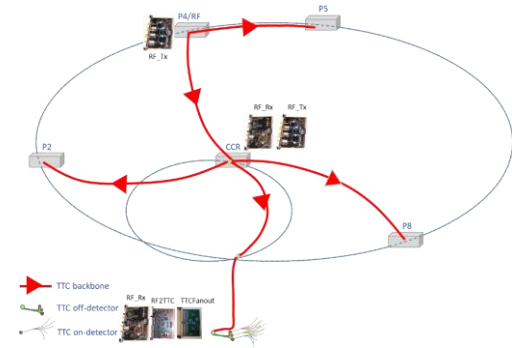 P4/RF
P5
RF_Tx
RF_Rx
RF_Tx
P2
CCR
P8
TTC backbone
TTC off-detector
TTC on-detector
RF_Rx
RF2TTC
TTCFanout